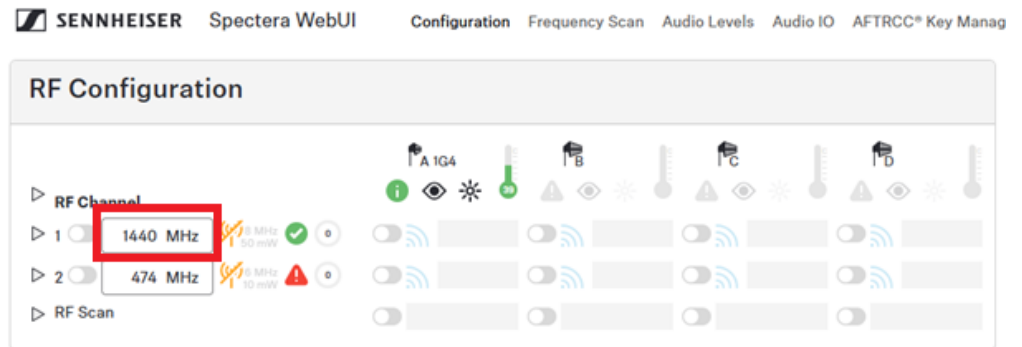 SENNHEISER Spectera WebUI Configuration Frequency Scan Audio Levels Audio IO AFTRCC® Key Manag
RF Configuration
A 1G4 B C D
39
RF Channel
1 1440 MHz 8 MHz 50 mW 0
2 474 MHz 6 MHz 10 mW 0
RF Scan